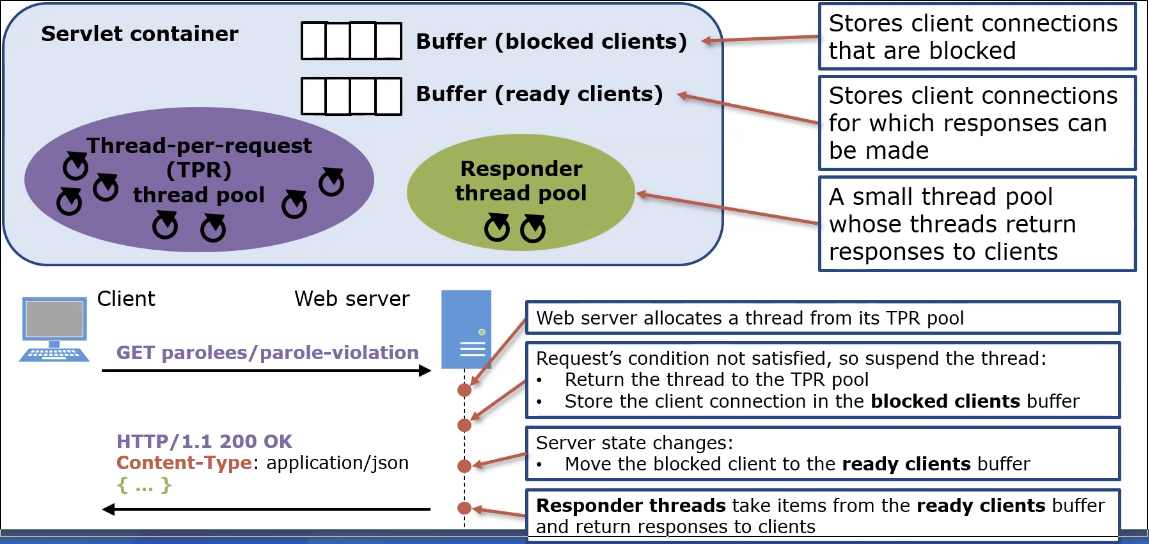 Servlet container
Buffer (blocked clients)
Buffer (ready clients)
Thread-per-request
(TPR)
thread pool
Responder
thread pool
Stores client connections
that are blocked
Stores client connections
for which responses can
be made
A small thread pool
whose threads return
responses to clients
Client
Web server
GET parolees/parole-violation
HTTP/1.1 200 OK
Content-Type: application/json
{ … }
Web server allocates a thread from its TPR pool
Request’s condition not satisfied, so suspend the thread:
• Return the thread to the TPR pool
• Store the client connection in the blocked clients buffer
Server state changes:
• Move the blocked client to the ready clients buffer
Responder threads take items from the ready clients buffer
and return responses to clients